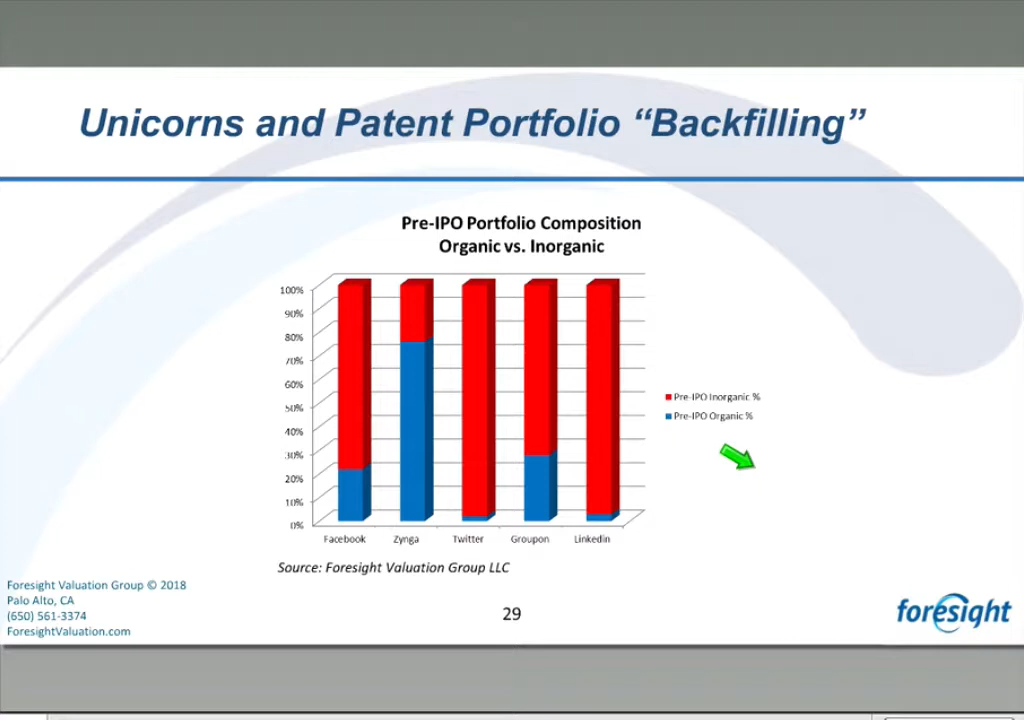 Unicorns and Patent Portfolio “Backfilling”
Pre-IPO Portfolio Composition
Organic vs. Inorganic
100%
90%
80%
70%
60%
50%
40%
30%
20%
10%
0%
Facebook Zynga Twitter Groupon Linkedin
Pre-IPO Inorganic %
Pre-IPO Organic %
Source: Foresight Valuation Group LLC
Foresight Valuation Group © 2018
Palo Alto, CA
(650) 561-3374
ForesightValuation.com
29
foresight